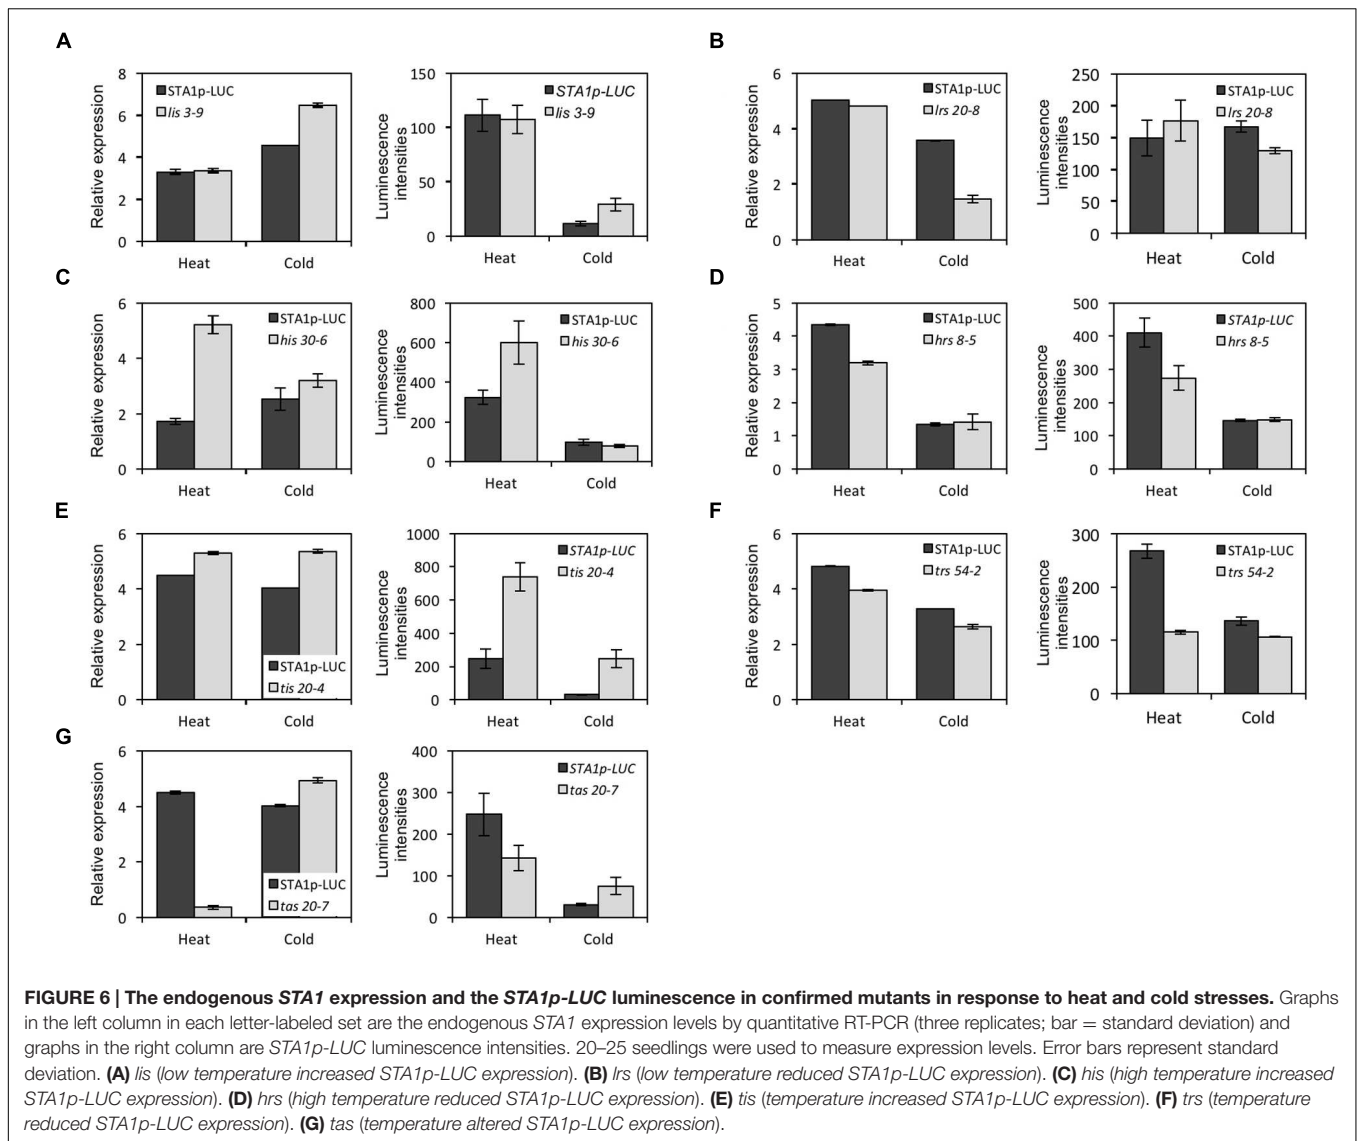 A
Relative expression
8
6
4
2
0
STA1p-LUC
lis 3-9
Heat
Cold
Luminescence
intensities
150
100
50
0
STA1p-LUC
lis 3-9
Heat
Cold
B
Relative expression
6
4
2
0
STA1p-LUC
lrs 20-8
Heat
Cold
Luminescence
intensities
250
200
150
100
50
0
STA1p-LUC
lrs 20-8
Heat
Cold
C
Relative expression
6
4
2
0
STA1p-LUC
his 30-6
Heat
Cold
Luminescence
intensities
800
600
400
200
0
STA1p-LUC
his 30-6
Heat
Cold
D
Relative expression
5
4
3
2
1
0
STA1p-LUC
hrs 8-5
Heat
Cold
Luminescence
intensities
500
400
300
200
100
0
STA1p-LUC
hrs 8-5
Heat
Cold
E
Relative expression
6
4
2
0
STA1p-LUC
tis 20-4
Heat
Cold
Luminescence
intensities
1000
800
600
400
200
0
STA1p-LUC
tis 20-4
Heat
Cold
F
Relative expression
6
4
2
0
STA1p-LUC
trs 54-2
Heat
Cold
Luminescence
intensities
300
200
100
0
STA1p-LUC
trs 54-2
Heat
Cold
G
Relative expression
6
4
2
0
STA1p-LUC
tas 20-7
Heat
Cold
Luminescence
intensities
400
300
200
100
0
STA1p-LUC
tas 20-7
Heat
Cold
FIGURE 6 | The endogenous STA1 expression and the STA1p-LUC luminescence in confirmed mutants in response to heat and cold stresses. Graphs
in the left column in each letter-labeled set are the endogenous STA1 expression levels by quantitative RT-PCR (three replicates; bar = standard deviation) and
graphs in the right column are STA1p-LUC luminescence intensities. 20–25 seedlings were used to measure expression levels. Error bars represent standard
deviation. (A) lis (low temperature increased STA1p-LUC expression). (B) lrs (low temperature reduced STA1p-LUC expression). (C) his (high temperature increased
STA1p-LUC expression). (D) hrs (high temperature reduced STA1p-LUC expression). (E) tis (temperature increased STA1p-LUC expression). (F) trs (temperature
reduced STA1p-LUC expression). (G) tas (temperature altered STA1p-LUC expression).